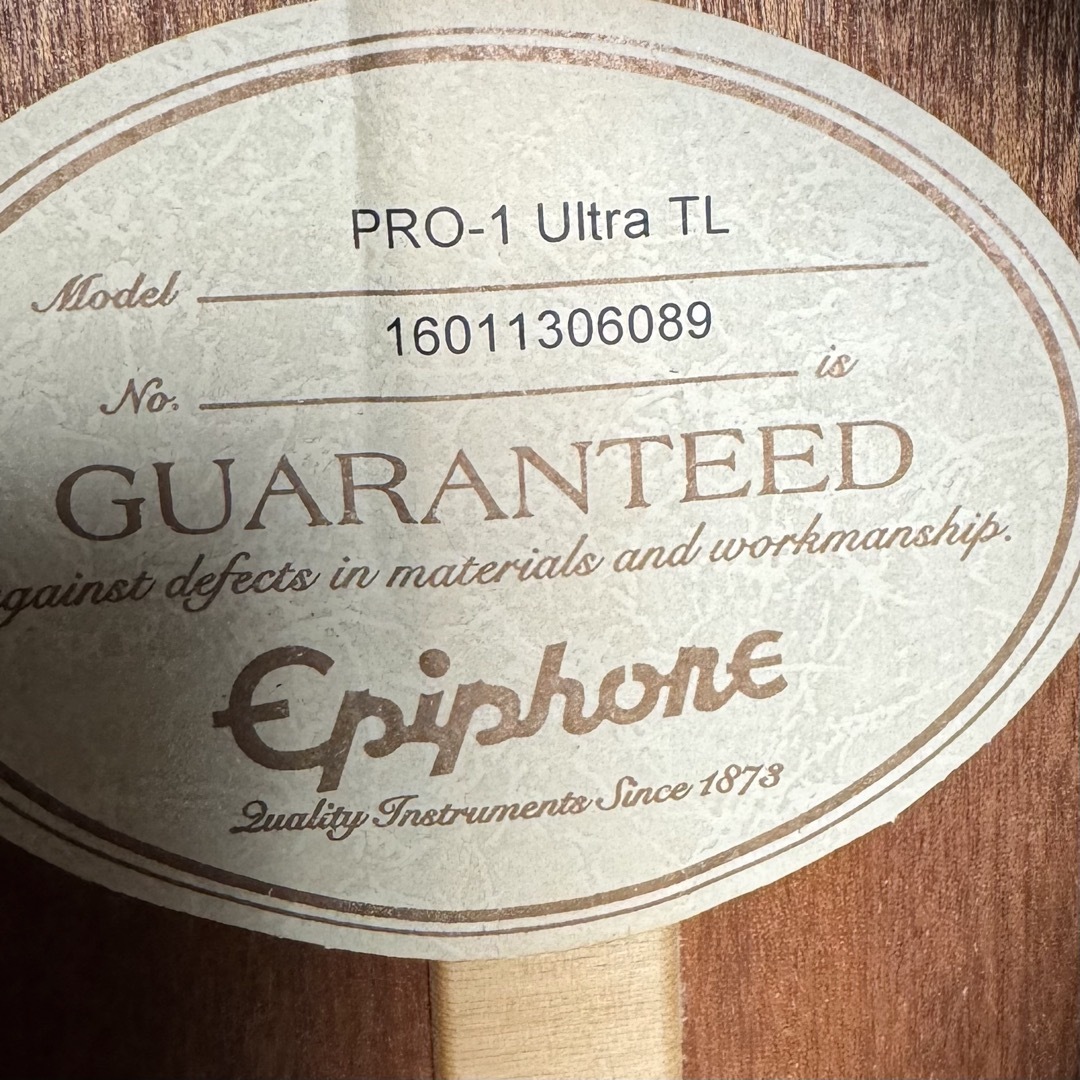 PRO-1 Ultra TL
Model
16011306089
No. is
GUARANTEED
against defects in materials and workmanship.
Epiphone
Quality Instruments Since 1873